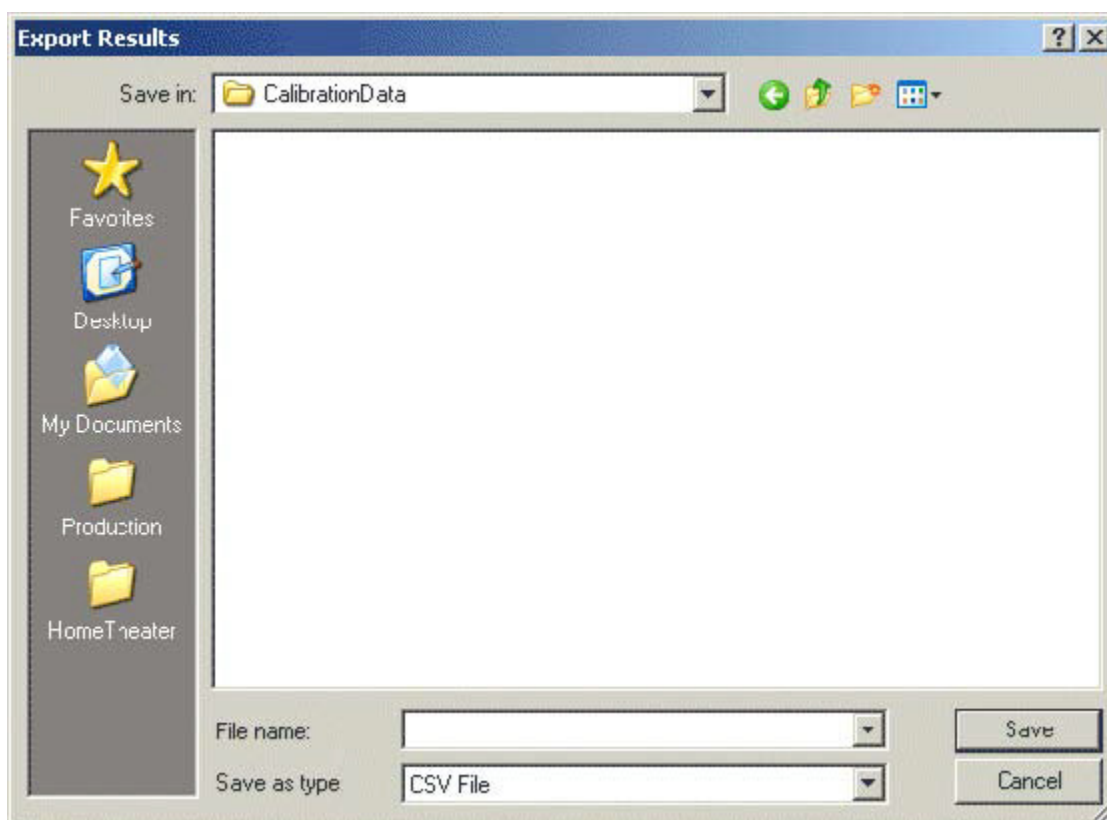 Export Results
Save in:
CalibrationData
Favorites
Desktop
My Documents
Production
HomeTheater
File name:
Save
Save as type
CSV File
Cancel